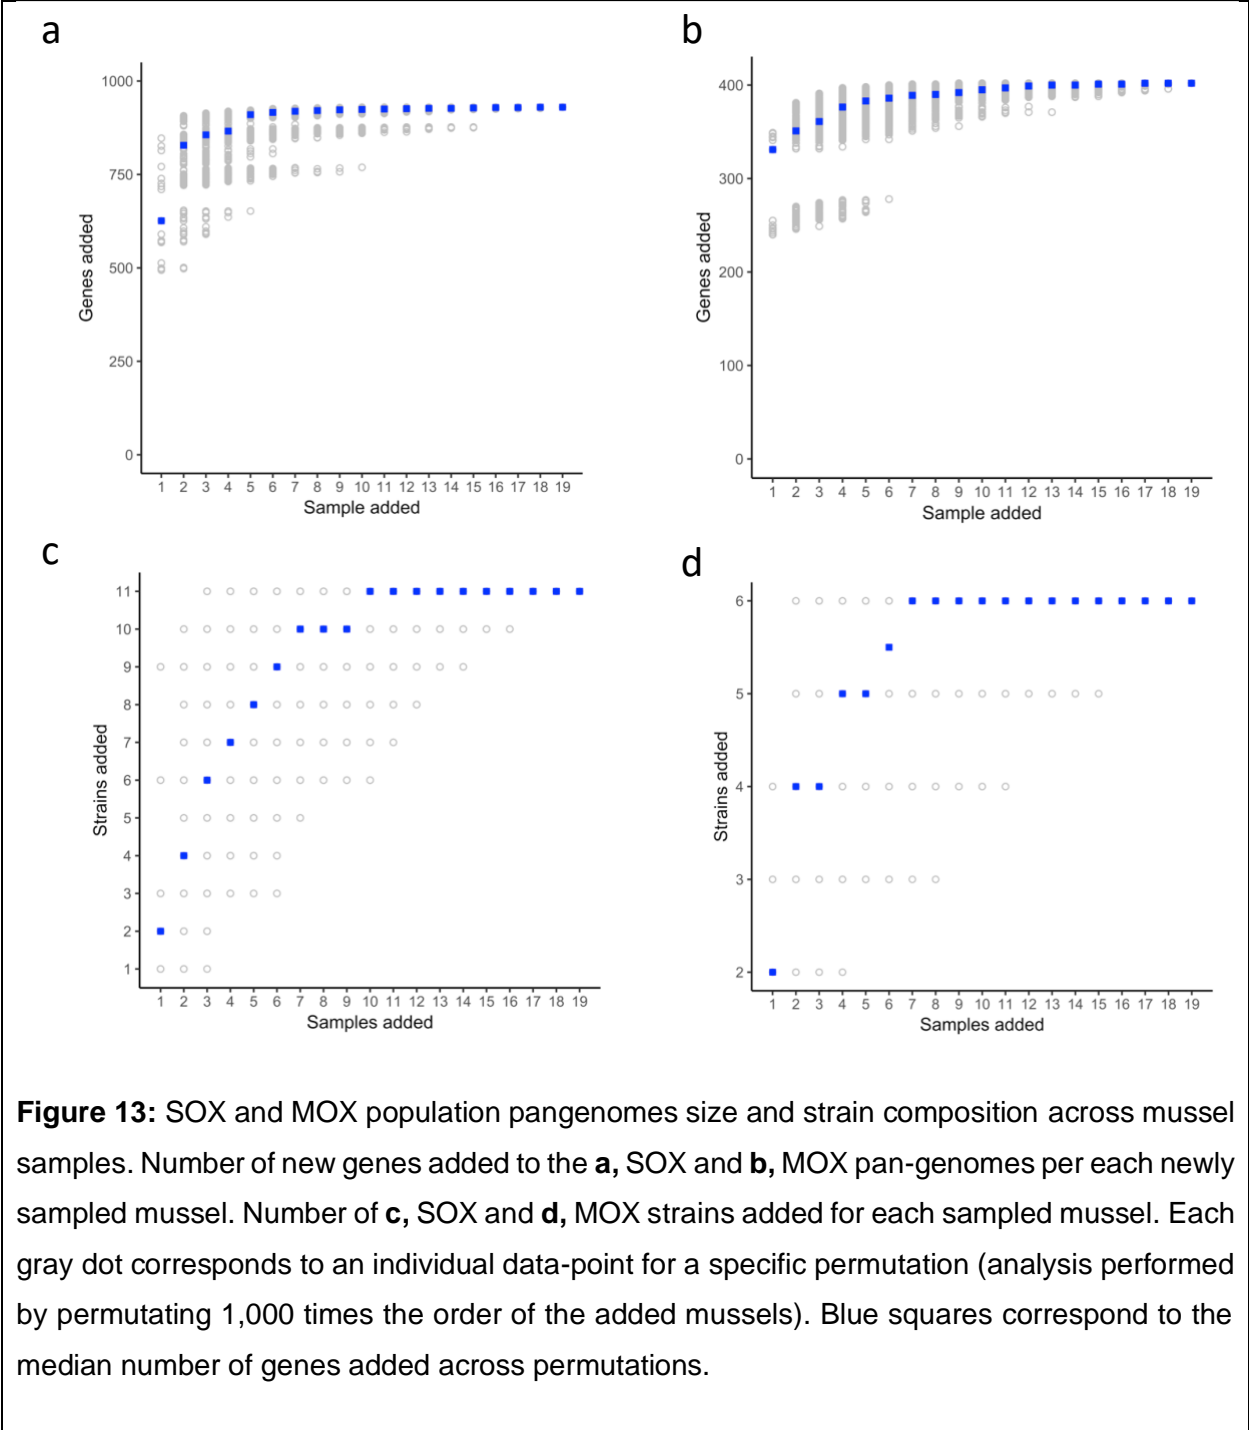 a
1000
750
500
250
0
Genes added
1 2 3 4 5 6 7 8 9 10 11 12 13 14 15 16 17 18 19
Sample added
b
400
300
200
100
0
Genes added
1 2 3 4 5 6 7 8 9 10 11 12 13 14 15 16 17 18 19
Sample added
c
11
10
9
8
7
6
5
4
3
2
1
Strains added
1 2 3 4 5 6 7 8 9 10 11 12 13 14 15 16 17 18 19
Samples added
d
6
5
4
3
2
Strains added
1 2 3 4 5 6 7 8 9 10 11 12 13 14 15 16 17 18 19
Samples added
Figure 13: SOX and MOX population pangenomes size and strain composition across mussel
samples. Number of new genes added to the a, SOX and b, MOX pan-genomes per each newly
sampled mussel. Number of c, SOX and d, MOX strains added for each sampled mussel. Each
gray dot corresponds to an individual data-point for a specific permutation (analysis performed
by permutating 1,000 times the order of the added mussels). Blue squares correspond to the
median number of genes added across permutations.